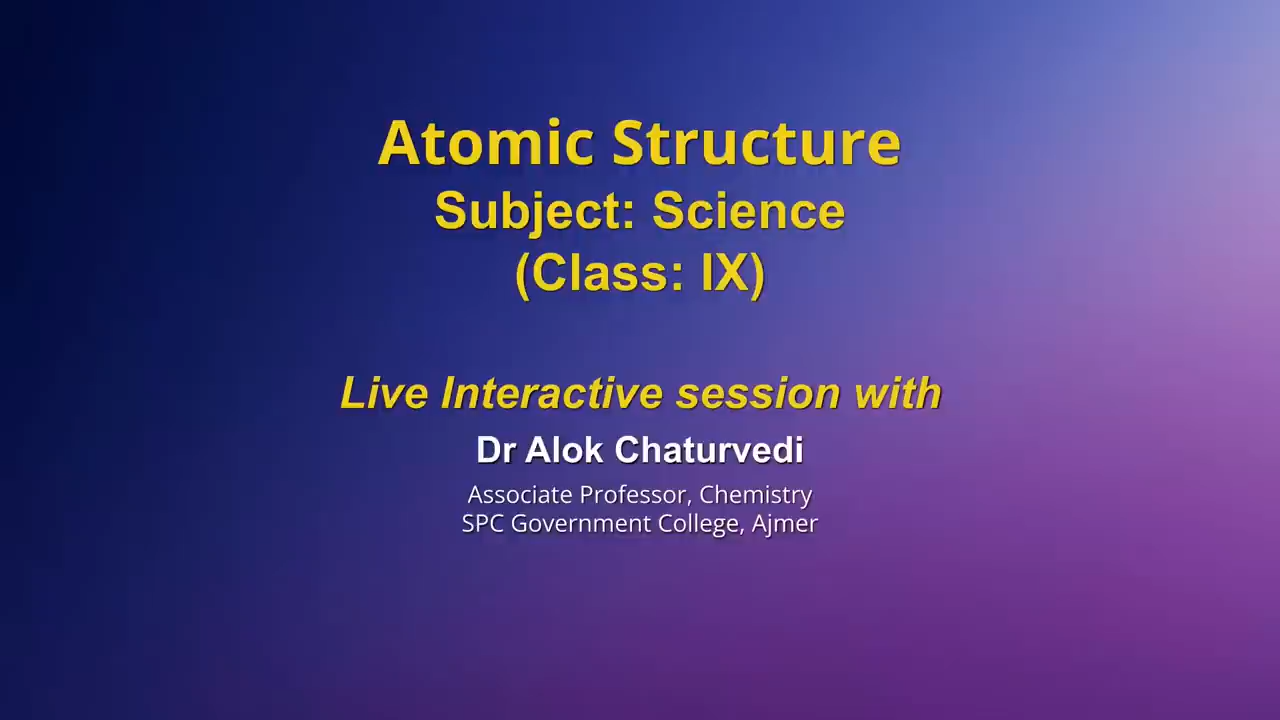 Atomic Structure
Subject: Science
(Class: IX)
Live Interactive session with
Dr Alok Chaturvedi
Associate Professor, Chemistry
SPC Government College, Ajmer